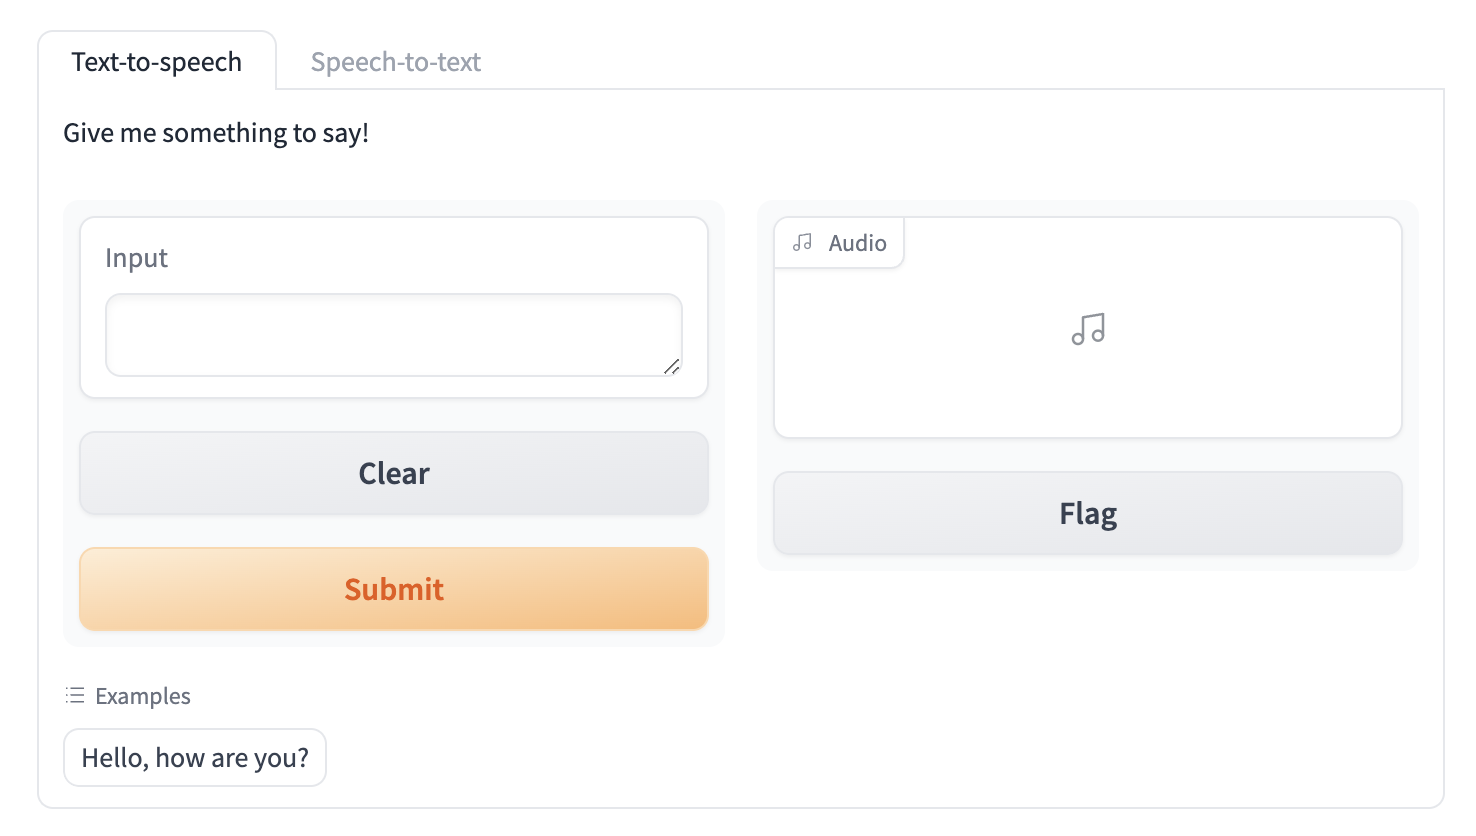 Text-to-speech
Speech-to-text
Give me something to say!
Input
Clear
Submit
Audio
Flag
Examples
Hello, how are you?